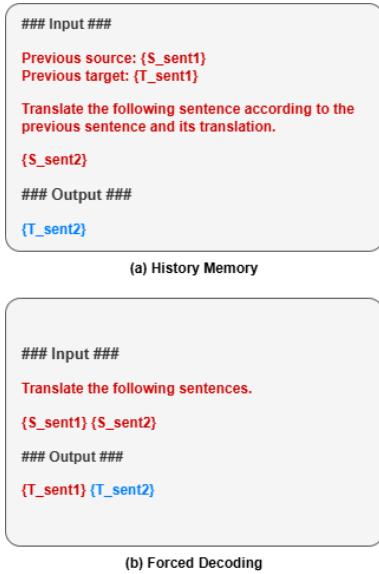 ### Input ###
Previous source: {S_sent1}
Previous target: {T_sent1}
Translate the following sentence according to the
previous sentence and its translation.
{S_sent2}
### Output ###
{T_sent2}
(a) History Memory
### Input ###
Translate the following sentences.
{S_sent1} {S_sent2}
### Output ###
{T_sent1} {T_sent2}
(b) Forced Decoding